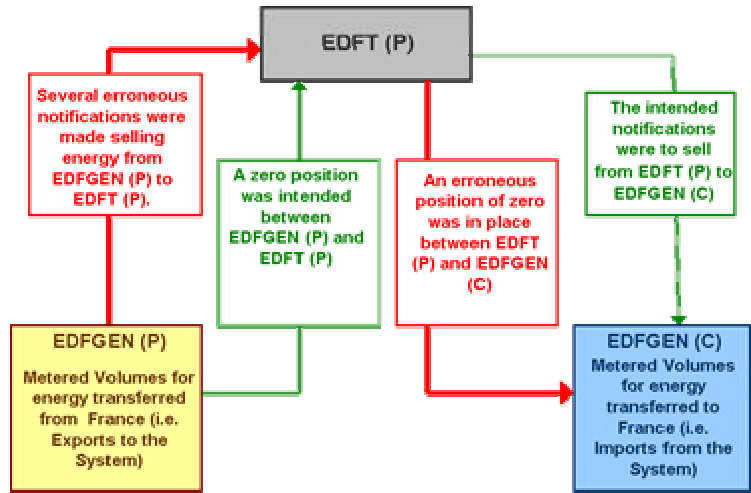 EDFT (P)
Several erroneous
notifications were
made selling
energy from
EDFGEN (P) to
EDFT (P).
A zero position
was intended
between
EDFGEN (P) and
EDFT (P)
An erroneous
position of zero
was in place
between EDFT
(P) and EDFGEN
(C)
The intended
notifications
were to sell
from EDFT (P) to
EDFGEN (C)
EDFGEN (P)
Metered Volumes for
energy transferred
from France (i.e.
Exports to the
System)
EDFGEN (C)
Metered Volumes
for energy
transferred to
France (i.e.
Imports from the
System)